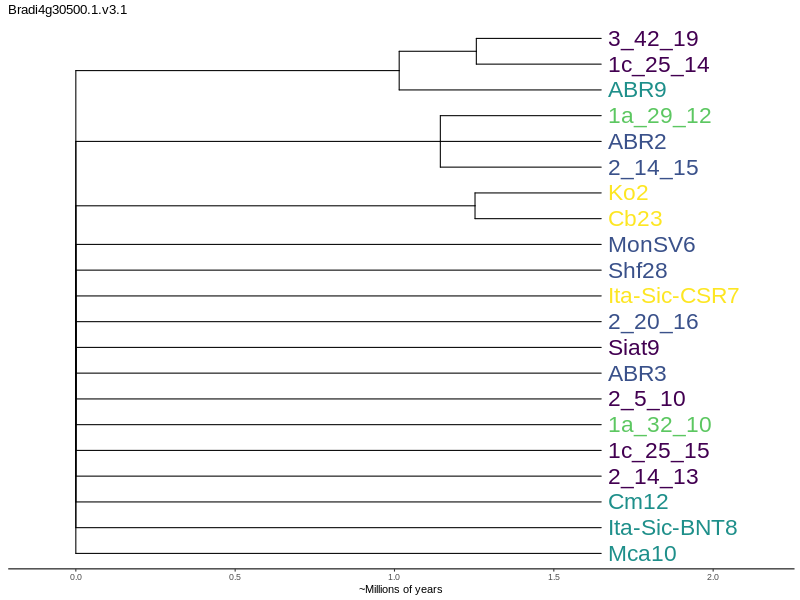 Bradi4g30500.1.v3.1
3_42_19
1c_25_14
ABR9
1a_29_12
ABR2
2_14_15
Ko2
Cb23
MonSV6
Shf28
Ita-Sic-CSR7
2_20_16
Siat9
ABR3
2_5_10
1a_32_10
1c_25_15
2_14_13
Cm12
Ita-Sic-BNT8
Mca10
0.0 0.5 1.0 1.5 2.0
~Millions of years